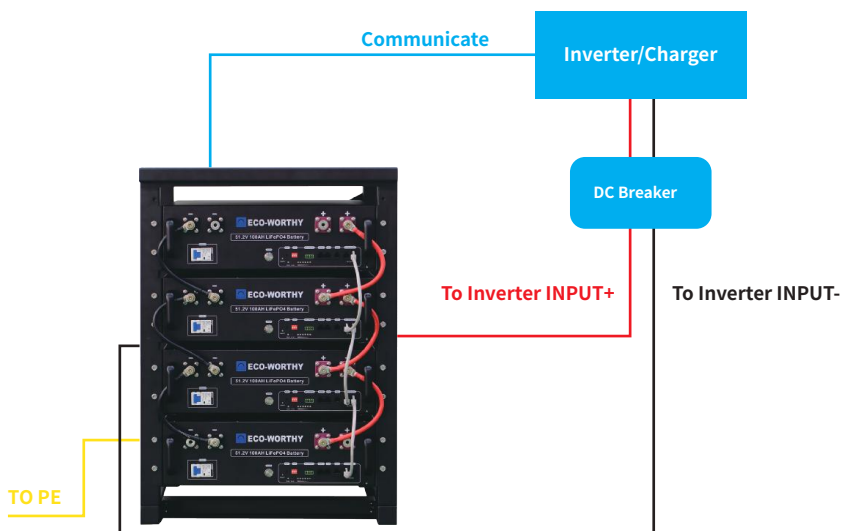 Communicate
Inverter/Charger
DC Breaker
To Inverter INPUT+
To Inverter INPUT-
TO PE
ECO-WORTHY
51.2V 100AH LiFePO4 Battery
ECO-WORTHY
51.2V 100AH LiFePO4 Battery
ECO-WORTHY
51.2V 100AH LiFePO4 Battery
ECO-WORTHY
51.2V 100AH LiFePO4 Battery